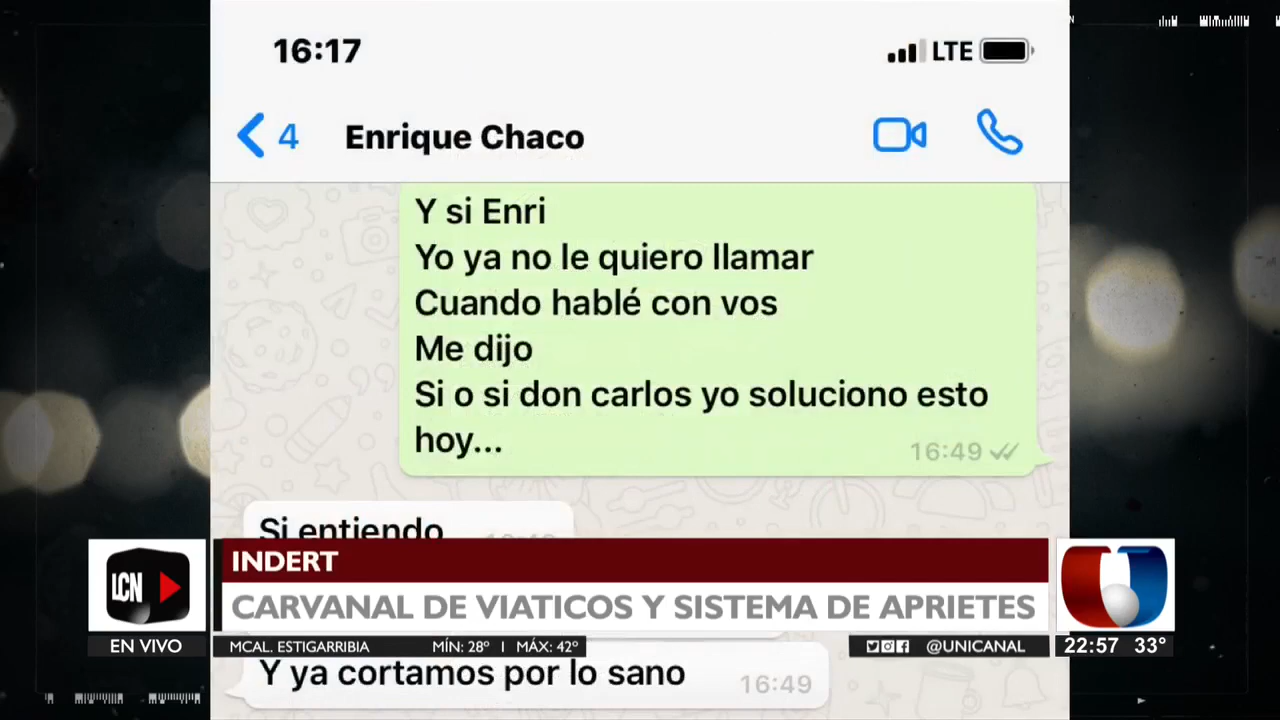 16:17
LTE
4
Enrique Chaco
Y si Enri
Yo ya no le quiero llamar
Cuando hablé con vos
Me dijo
Si o si don carlos yo soluciono esto
hoy...
16:49
Si entiendo
INDERT
CARVANAL DE VIATICOS Y SISTEMA DE APRIETES
LCN
EN VIVO
MCAL. ESTIGARRIBIA MÍN: 28° | MÁX: 42°
@UNICANAL
22:57 33°
Y ya cortamos por lo sano
16:49